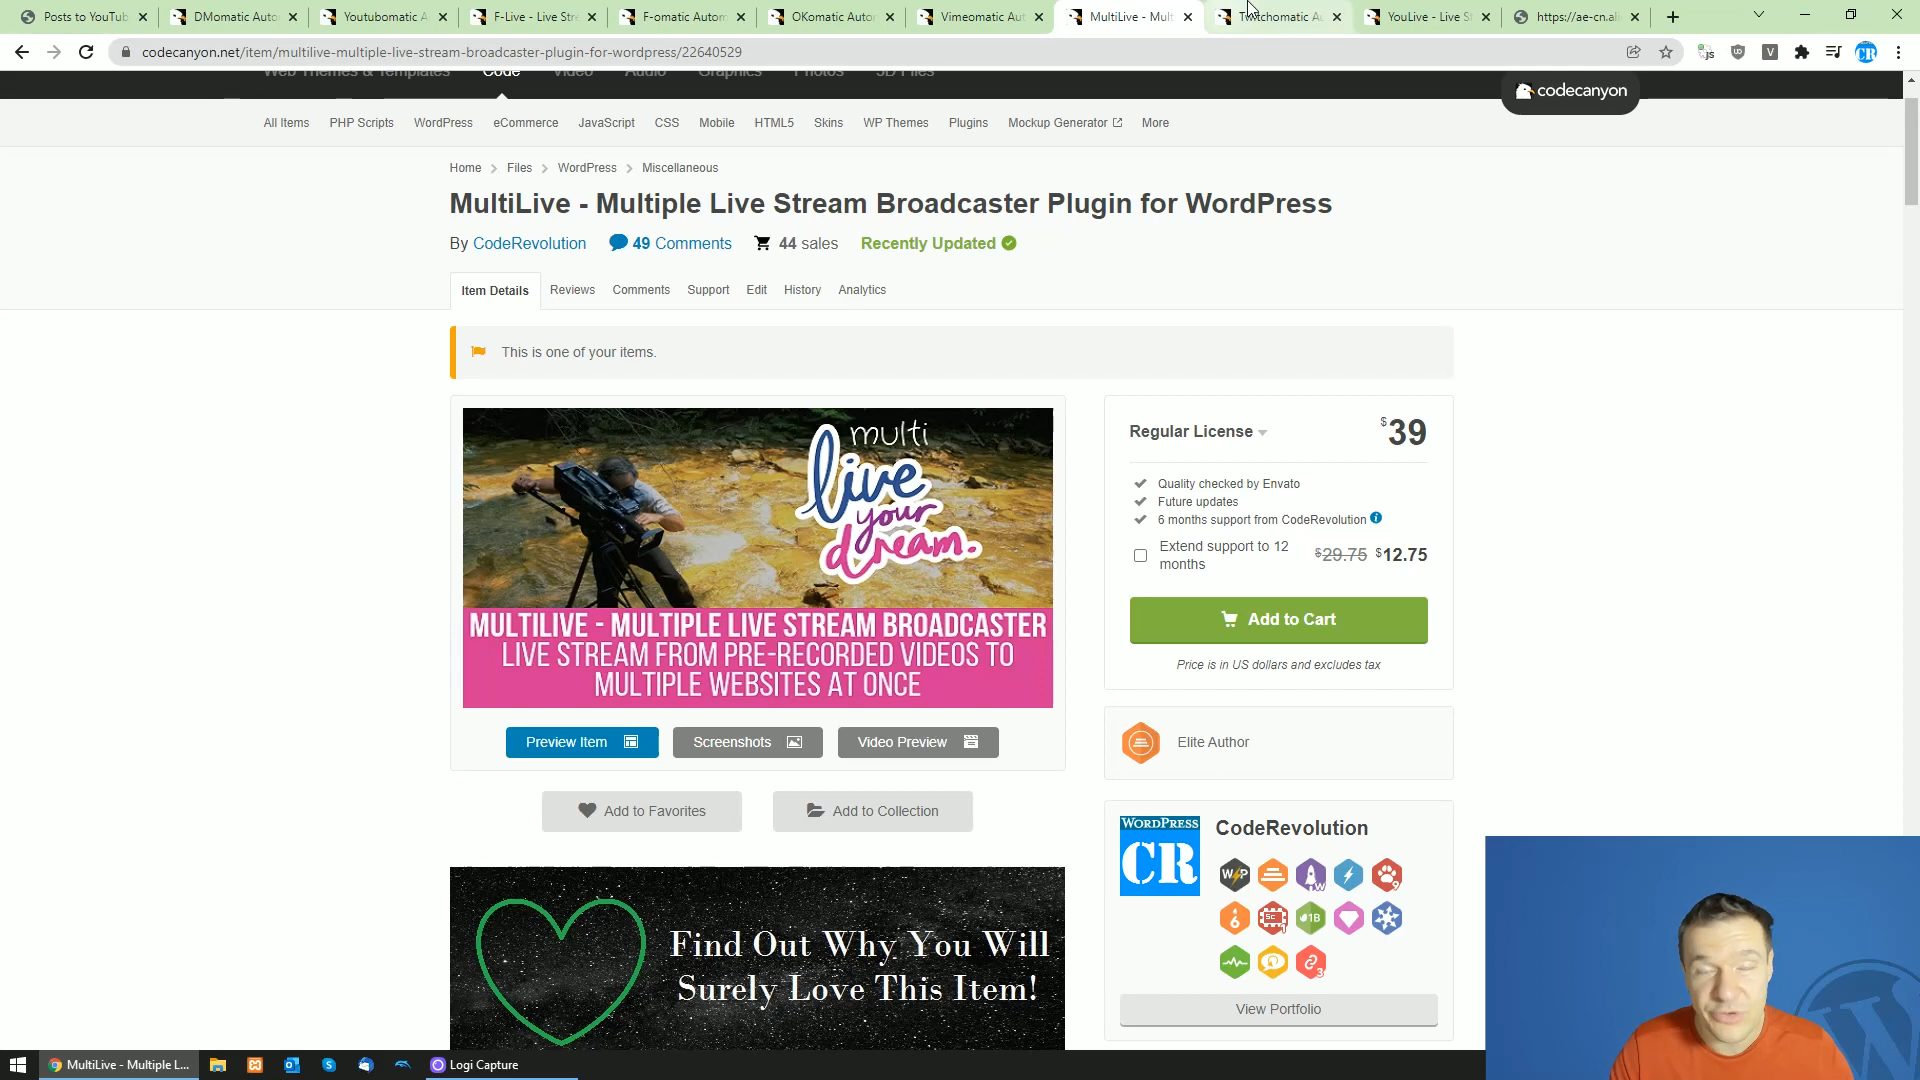 Posts to YouTub
DMomatic Auto
Youtubomatic A
F-Live - Live Stre
F-omatic Autom
OKomatic Autor
Vimeomatic Aut
MultiLive - Mult
YouLive - Live St
https://ae-cn.ali
codecanyon.net/item/multilive-multiple-live-stream-broadcaster-plugin-for-wordpress/22640529
Web Themes & Templates Code Video Audio Graphics Photos 3D Files
codecanyon
All Items PHP Scripts WordPress eCommerce JavaScript CSS Mobile HTML5 Skins WP Themes Plugins Mockup Generator More
Home > Files > WordPress > Miscellaneous
MultiLive - Multiple Live Stream Broadcaster Plugin for WordPress
By CodeRevolution 49 Comments 44 sales Recently Updated
Item Details Reviews Comments Support Edit History Analytics
This is one of your items.
multi
live
your
dream.
MULTILIVE - MULTIPLE LIVE STREAM BROADCASTER
LIVE STREAM FROM PRE-RECORDED VIDEOS TO
MULTIPLE WEBSITES AT ONCE
Preview Item Screenshots Video Preview
Add to Favorites Add to Collection
Find Out Why You Will
Surely Love This Item!
Regular License $39
Quality checked by Envato
Future updates
6 months support from CodeRevolution
Extend support to 12
months $29.75 $12.75
Add to Cart
Price is in US dollars and excludes tax
Elite Author
WORDPRESS
CR
CodeRevolution
View Portfolio
MultiLive - Multiple L...
Logi Capture